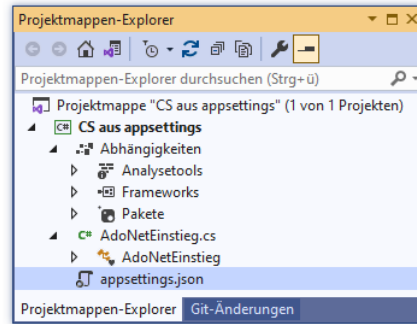 Projektmappen-Explorer
Projektmappen-Explorer durchsuchen (Strg+ü)
Projektmappe "CS aus appsettings" (1 von 1 Projekten)
C# CS aus appsettings
Abhängigkeiten
Analysetools
Frameworks
Pakete
C# AdoNetEinstieg.cs
AdoNetEinstieg
appsettings.json
Projektmappen-Explorer Git-Änderungen